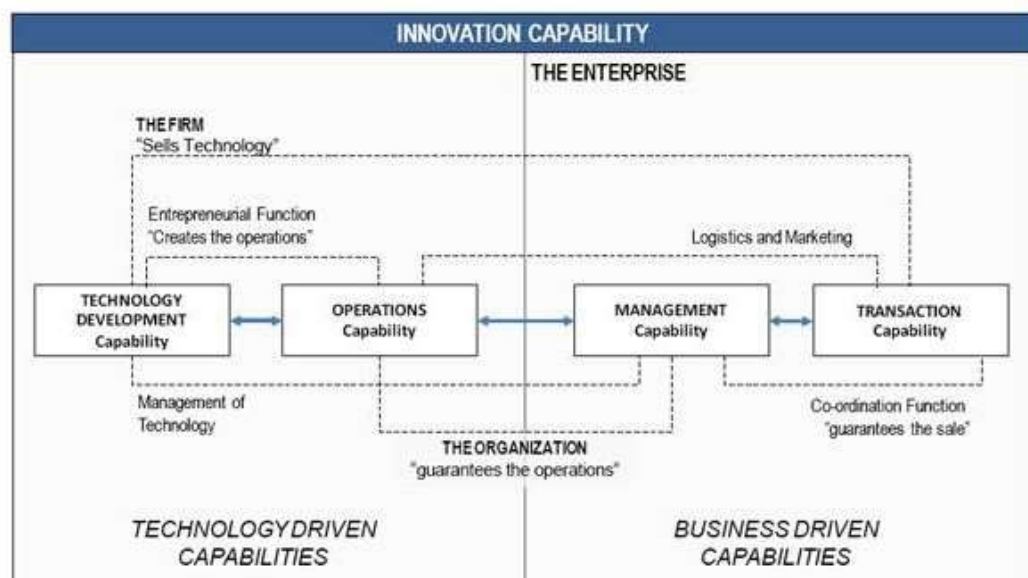 INNOVATION CAPABILITY
THE ENTERPRISE
THE FIRM
"Sells Technology"
Entrepreneurial Function
"Creates the operations"
Logistics and Marketing
TECHNOLOGY
DEVELOPMENT
Capability
OPERATIONS
Capability
MANAGEMENT
Capability
TRANSACTION
Capability
Management of
Technology
Co-ordination Function
"guarantees the sale"
THE ORGANIZATION
"guarantees the operations"
TECHNOLOGY DRIVEN
CAPABILITIES
BUSINESS DRIVEN
CAPABILITIES